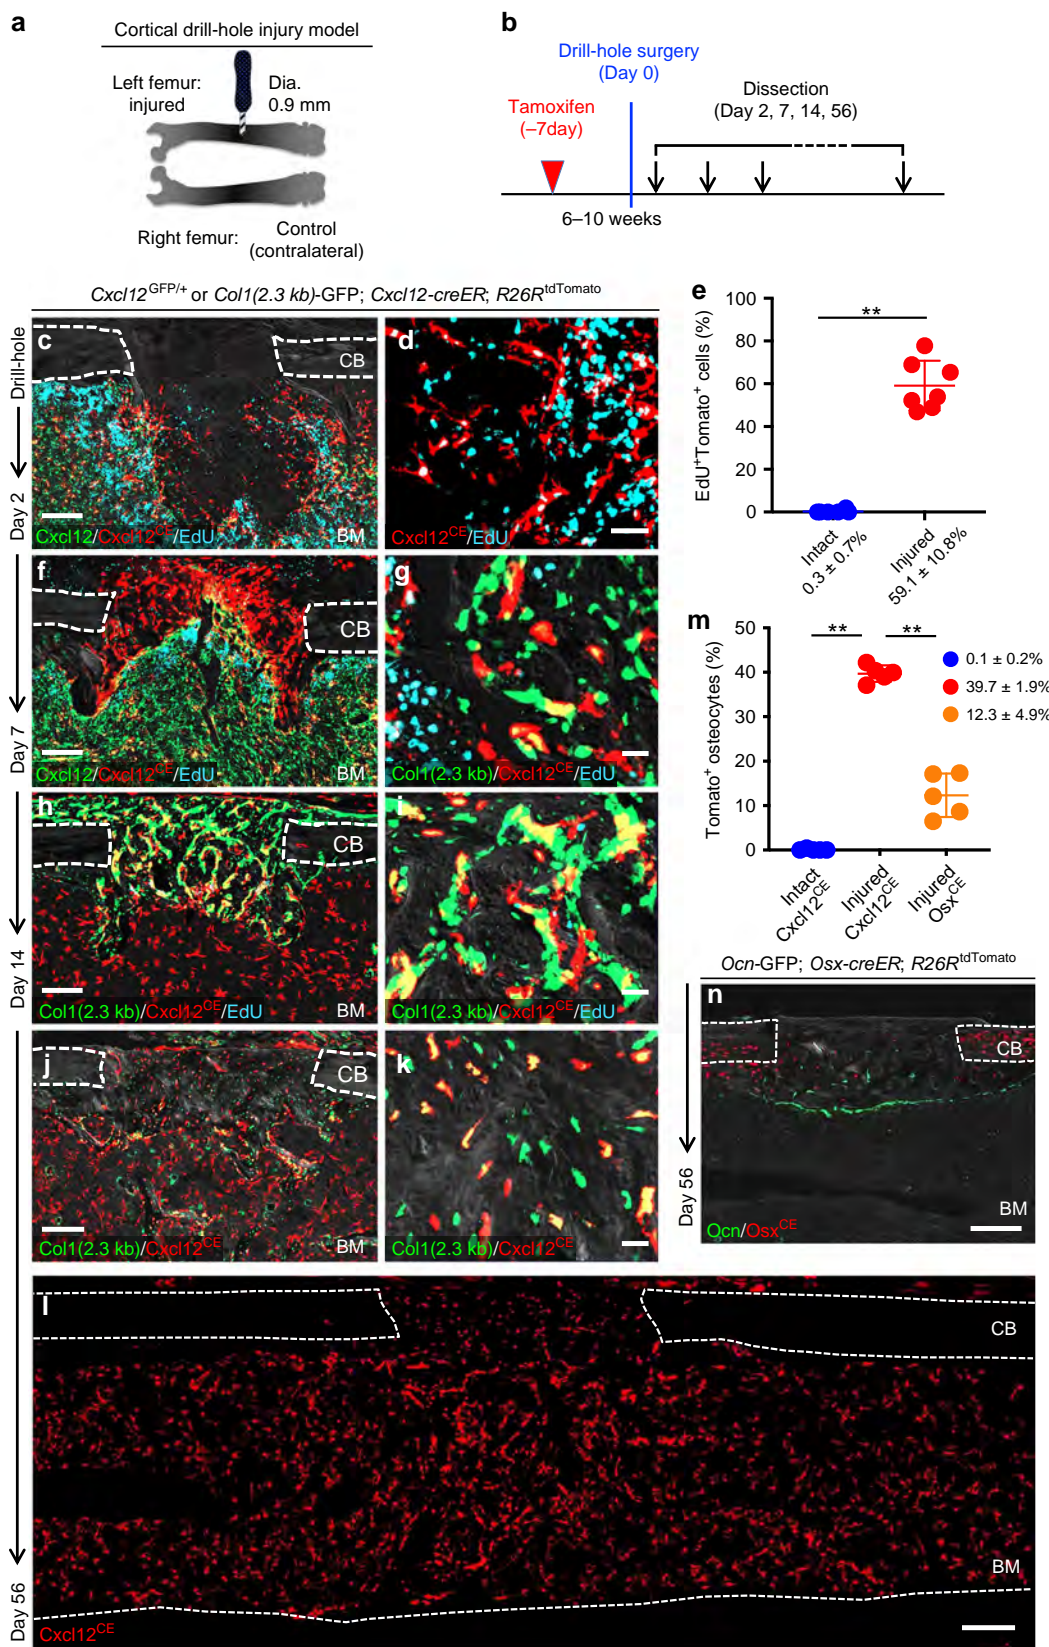 a
Cortical drill-hole injury model
Left femur:
injured
Dia.
0.9 mm
Right femur:
Control
(contralateral)
b
Drill-hole surgery
(Day 0)
Tamoxifen
(–7day)
Dissection
(Day 2, 7, 14, 56)
6–10 weeks
Cxcl12GFP/+ or Col1(2.3 kb)-GFP; Cxcl12-creER; R26RtdTomato
Drill-hole
Day 2
Day 7
Day 14
Day 56
c
CB
Cxcl12/Cxcl12CE/EdU
BM
d
Cxcl12CE/EdU
e
EdU+Tomato+ cells (%)
100
80
60
40
20
0
**
Intact
0.3 ± 0.7%
Injured
59.1 ± 10.8%
f
CB
Cxcl12/Cxcl12CE/EdU
BM
g
Col1(2.3 kb)/Cxcl12CE/EdU
h
CB
Col1(2.3 kb)/Cxcl12CE/EdU
BM
i
Col1(2.3 kb)/Cxcl12CE/EdU
j
CB
Col1(2.3 kb)/Cxcl12CE
BM
k
Col1(2.3 kb)/Cxcl12CE
l
CB
BM
Cxcl12CE
m
Tomato+ osteocytes (%)
50
40
30
20
10
0
**
**
0.1 ± 0.2%
39.7 ± 1.9%
12.3 ± 4.9%
Intact
Cxcl12CE
Injured
Cxcl12CE
Injured
OsxCE
Ocn-GFP; Osx-creER; R26RtdTomato
Day 56
n
CB
BM
Ocn/OsxCE